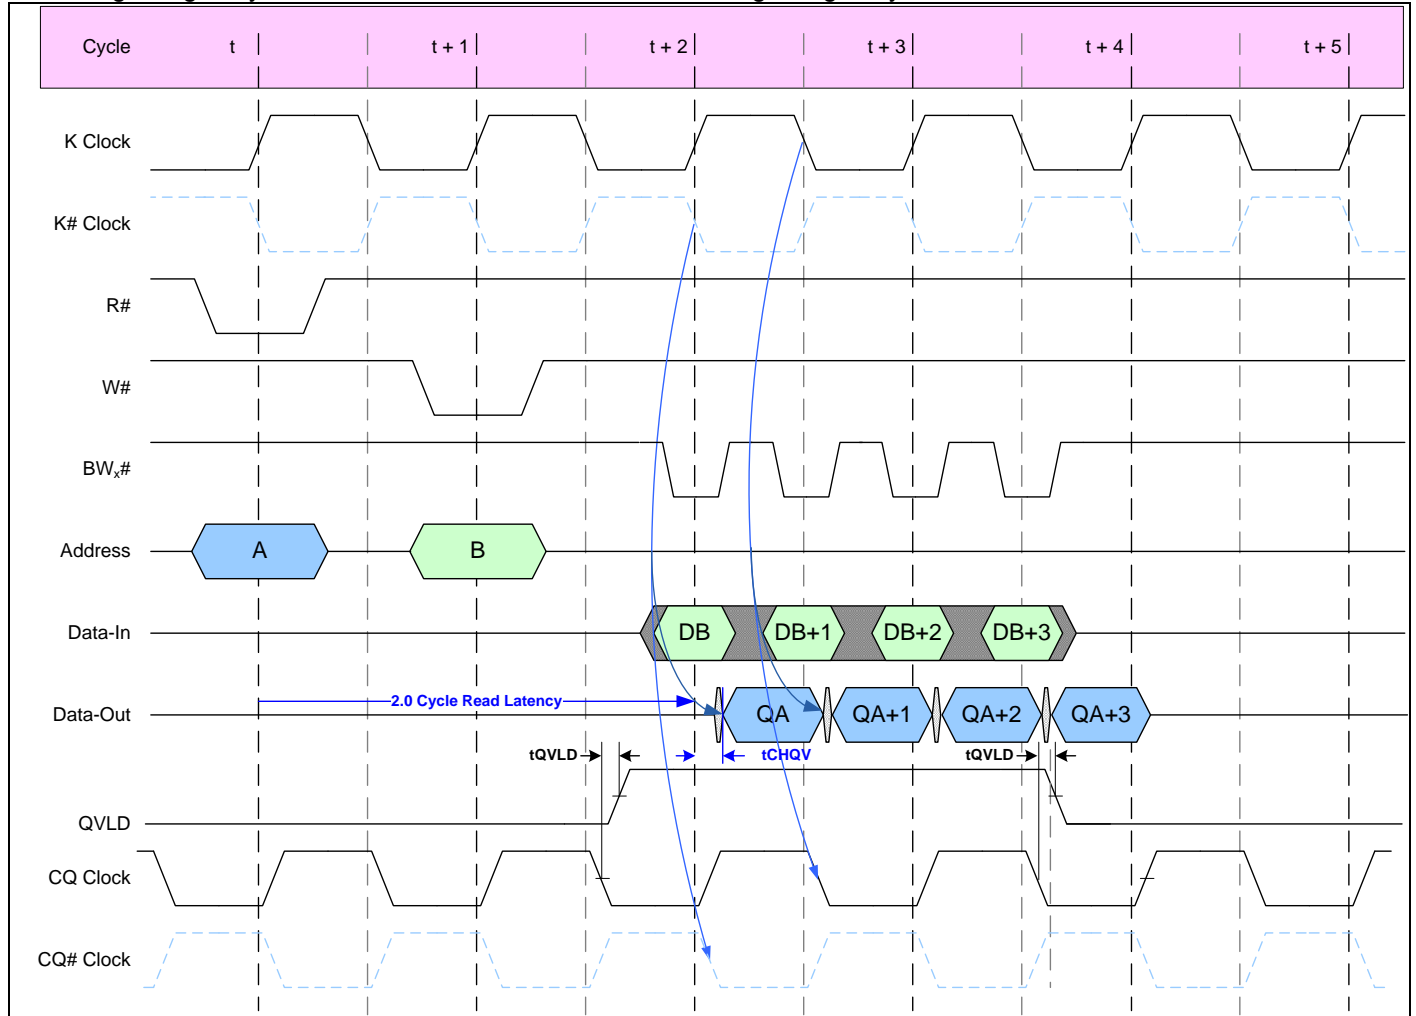 Cycle t t + 1 t + 2 t + 3 t + 4 t + 5
K Clock
K# Clock
R#
W#
BWx#
Address A B
Data-In DB DB+1 DB+2 DB+3
2.0 Cycle Read Latency
Data-Out QA QA+1 QA+2 QA+3
tQVLD tCHQV tQVLD
QVLD
CQ Clock
CQ# Clock